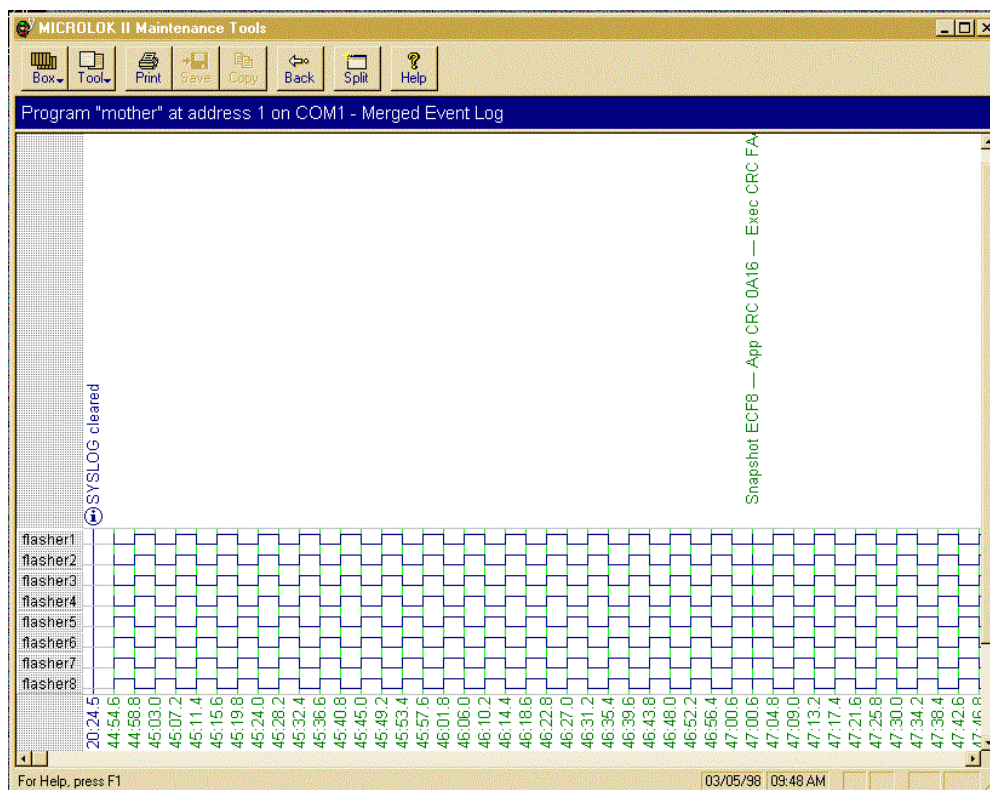 MICROLOK II Maintenance Tools
Box Tool Print Save Copy Back Split Help
Program "mother" at address 1 on COM1 - Merged Event Log
SYSLOG cleared
Snapshot ECF8 — App CRC 0A16 — Exec CRC FA
flasher1
flasher2
flasher3
flasher4
flasher5
flasher6
flasher7
flasher8
20:24.5
44:54.6
44:58.8
45:03.0
45:07.2
45:11.4
45:15.6
45:19.8
45:24.0
45:28.2
45:32.4
45:36.6
45:40.8
45:45.0
45:49.2
45:53.4
45:57.6
46:01.8
46:06.0
46:10.2
46:14.4
46:18.6
46:22.8
46:27.0
46:31.2
46:35.4
46:39.6
46:43.8
46:48.0
46:52.2
46:56.4
47:00.6
47:00.6
47:04.8
47:09.0
47:13.2
47:17.4
47:21.6
47:25.8
47:30.0
47:34.2
47:38.4
47:42.6
47:46.8
For Help, press F1
03/05/98 09:48 AM